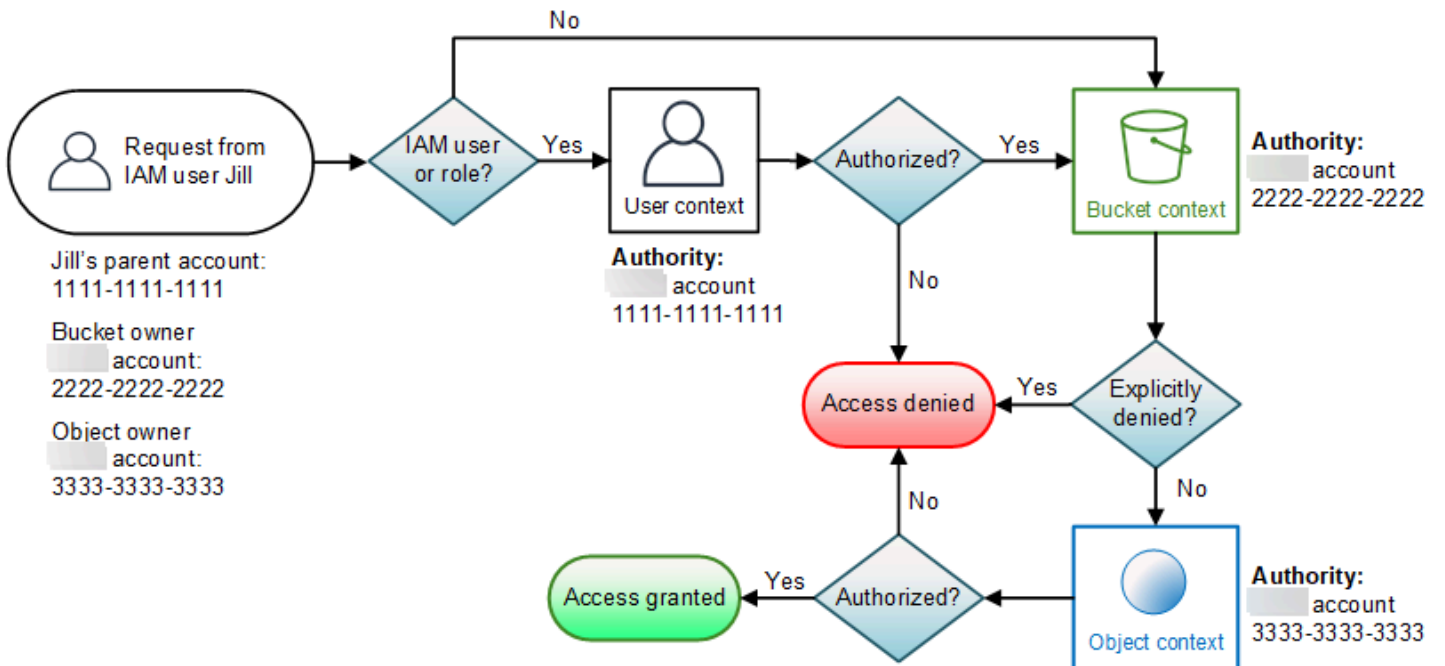 No
Request from
IAM user Jill
IAM user
or role?
Yes
User context
Authorized?
Yes
Bucket context
Authority:
account
2222-2222-2222
Jill's parent account:
1111-1111-1111
Bucket owner
account:
2222-2222-2222
Object owner
account:
3333-3333-3333
Authority:
account
1111-1111-1111
No
Access denied
Yes
Explicitly
denied?
No
No
Access granted
Yes
Authorized?
Object context
Authority:
account
3333-3333-3333